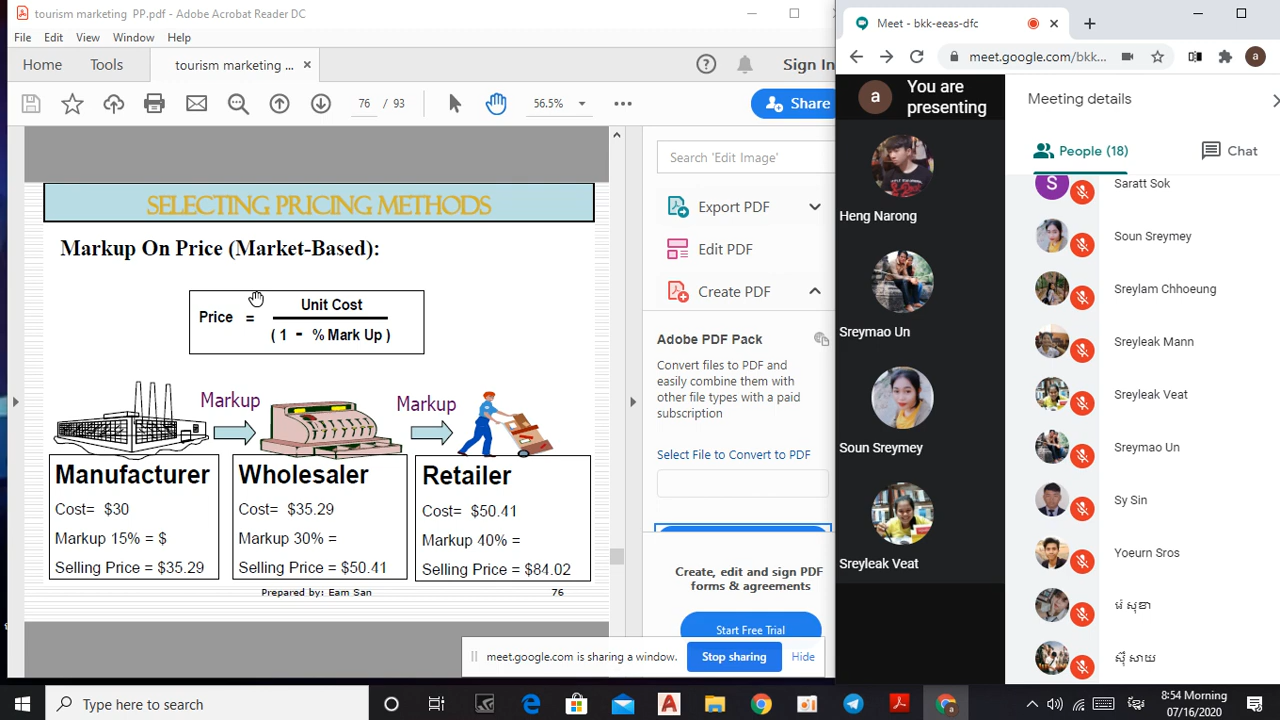 tourism marketing PP.pdf - Adobe Acrobat Reader DC
File Edit View Window Help
Home Tools tourism marketing ... Sign In
76 / 93 56.5% Share
SELECTING PRICING METHODS
Markup On Price (Market-Based):
Price = Unit Cost
( 1 - % Mark Up )
Markup Markup
Manufacturer
Cost= $30
Markup 15% = $
Selling Price = $35.29
Wholesaler
Cost= $35.29
Markup 30% =
Selling Price = $50.41
Retailer
Cost= $50.41
Markup 40% =
Selling Price = $84.02
Prepared by: Eam San 76
Search 'Edit Image'
Export PDF
Edit PDF
Create PDF
Adobe PDF Pack
Convert files to PDF and
easily combine them with
other file types with a paid
subscription
Select File to Convert to PDF
Create, edit and sign PDF
forms & agreements
Start Free Trial
meet.google.com is sharing a window. Stop sharing Hide
Meet - bkk-eeas-dfc
meet.google.com/bkk... a
a You are
presenting
Heng Narong
Sreymao Un
Soun Sreymey
Sreyleak Veat
Meeting details
People (18) Chat
S Saratt Sok
Soun Sreymey
Sreylam Chhoeung
Sreyleak Mann
Sreyleak Veat
Sreymao Un
Sy Sin
Yoeurn Sros
ម៉ េសុខា
ស៊ី សាយ
Type here to search
8:54 Morning
07/16/2020